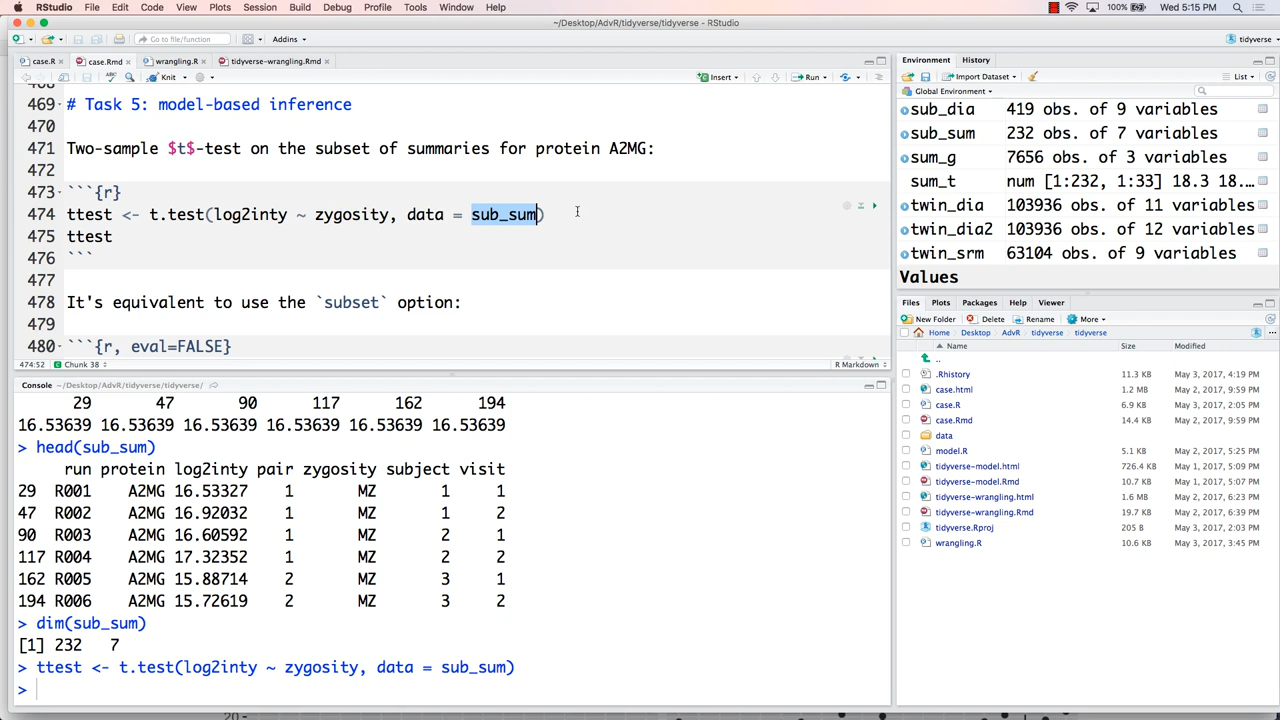 RStudio File Edit Code View Plots Session Build Debug Profile Tools Window Help 100% Wed 5:15 PM
~/Desktop/AdvR/tidyverse/tidyverse - RStudio
Go to file/function Addins tidyverse
case.R case.Rmd wrangling.R tidyverse-wrangling.Rmd
Knit Insert Run
468
469 # Task 5: model-based inference
470
471 Two-sample $t$-test on the subset of summaries for protein A2MG:
472
473 ```{r}
474 ttest <- t.test(log2inty ~ zygosity, data = sub_sum)
475 ttest
476 ```
477
478 It's equivalent to use the `subset` option:
479
480 ```{r, eval=FALSE}
474:52 Chunk 38 R Markdown
Console ~/Desktop/AdvR/tidyverse/tidyverse/
29 47 90 117 162 194
16.53639 16.53639 16.53639 16.53639 16.53639 16.53639
> head(sub_sum)
run protein log2inty pair zygosity subject visit
29 R001 A2MG 16.53327 1 MZ 1 1
47 R002 A2MG 16.92032 1 MZ 1 2
90 R003 A2MG 16.60592 1 MZ 2 1
117 R004 A2MG 17.32352 1 MZ 2 2
162 R005 A2MG 15.88714 2 MZ 3 1
194 R006 A2MG 15.72619 2 MZ 3 2
> dim(sub_sum)
[1] 232 7
> ttest <- t.test(log2inty ~ zygosity, data = sub_sum)
>
20
Environment History
Import Dataset List
Global Environment
sub_dia 419 obs. of 9 variables
sub_sum 232 obs. of 7 variables
sum_g 7656 obs. of 3 variables
sum_t num [1:232, 1:33] 18.3 18....
twin_dia 103936 obs. of 11 variables
twin_dia2 103936 obs. of 12 variables
twin_srm 63104 obs. of 9 variables
Values
Files Plots Packages Help Viewer
New Folder Delete Rename More
Home Desktop AdvR tidyverse tidyverse
Name Size Modified
..
.Rhistory 11.3 KB May 3, 2017, 4:19 PM
case.html 1.2 MB May 2, 2017, 9:59 PM
case.R 6.9 KB May 3, 2017, 2:05 PM
case.Rmd 14.4 KB May 2, 2017, 9:59 PM
data
model.R 5.1 KB May 2, 2017, 5:25 PM
tidyverse-model.html 726.4 KB May 1, 2017, 5:09 PM
tidyverse-model.Rmd 10.7 KB May 1, 2017, 5:07 PM
tidyverse-wrangling.html 1.6 MB May 2, 2017, 6:23 PM
tidyverse-wrangling.Rmd 19.7 KB May 2, 2017, 6:39 PM
tidyverse.Rproj 205 B May 3, 2017, 2:03 PM
wrangling.R 10.6 KB May 3, 2017, 3:45 PM